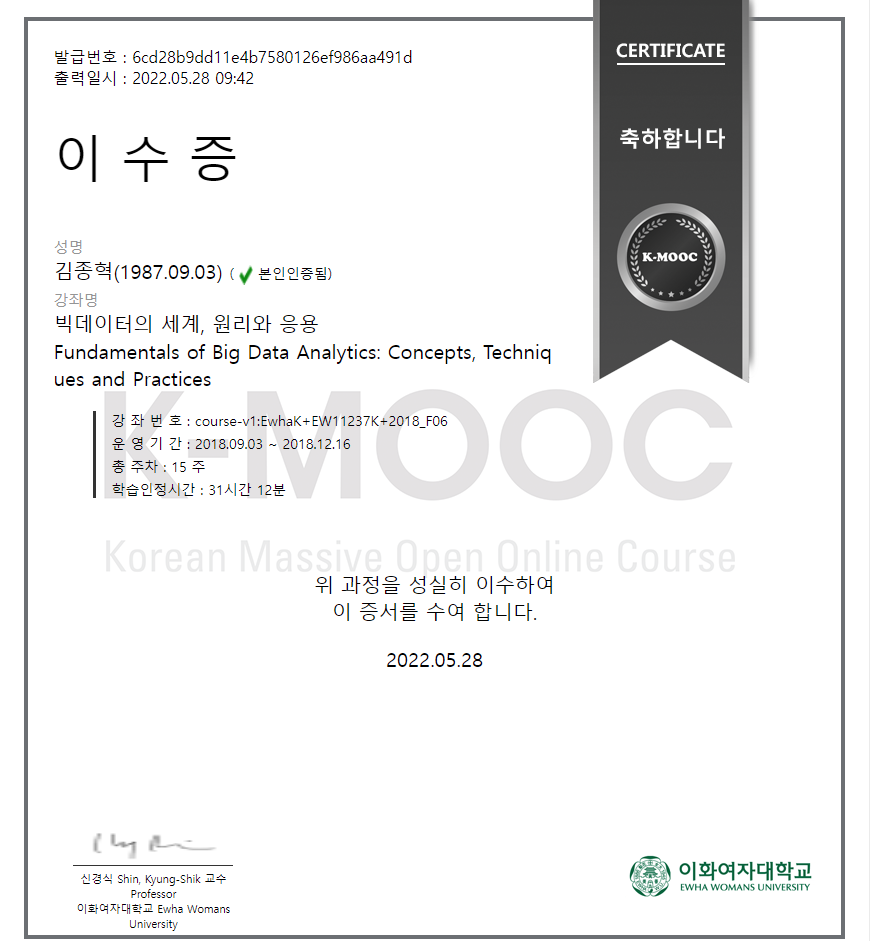 발급번호 : 6cd28b9dd11e4b7580126ef986aa491d
출력일시 : 2022.05.28 09:42
CERTIFICATE
축하합니다
K-MOOC
이 수 증
성명
김종혁(1987.09.03) ( 본인인증됨)
강좌명
빅데이터의 세계, 원리와 응용
Fundamentals of Big Data Analytics: Concepts, Techniq
ues and Practices
K-MOOC
강 좌 번 호 : course-v1:EwhaK+EW11237K+2018_F06
운 영 기 간 : 2018.09.03 ~ 2018.12.16
총 주차 : 15 주
학습인정시간 : 31시간 12분
Korean Massive Open Online Course
위 과정을 성실히 이수하여
이 증서를 수여 합니다.
2022.05.28
신경식 Shin, Kyung-Shik 교수
Professor
이화여자대학교 Ewha Womans
University
이화여자대학교
EWHA WOMANS UNIVERSITY